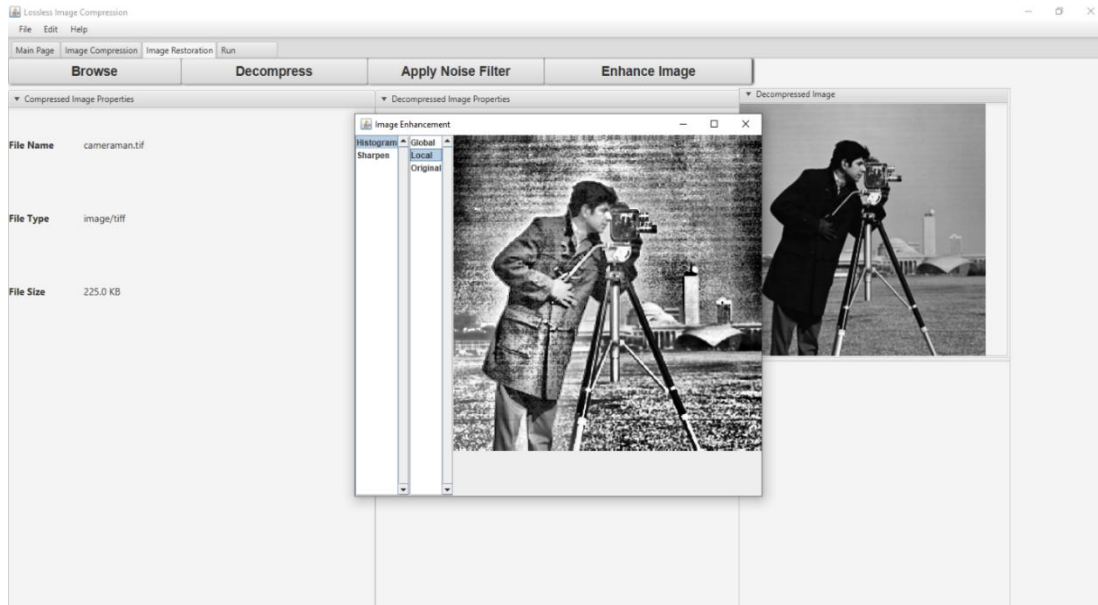 Lossless Image Compression
File Edit Help
Main Page Image Compression Image Restoration Run
Browse Decompress Apply Noise Filter Enhance Image
Compressed Image Properties
Decompressed Image Properties
Decompressed Image
Image Enhancement
Histogram Global
Sharpen Local
Original
File Name cameraman.tif
File Type image/tiff
File Size 225.0 KB